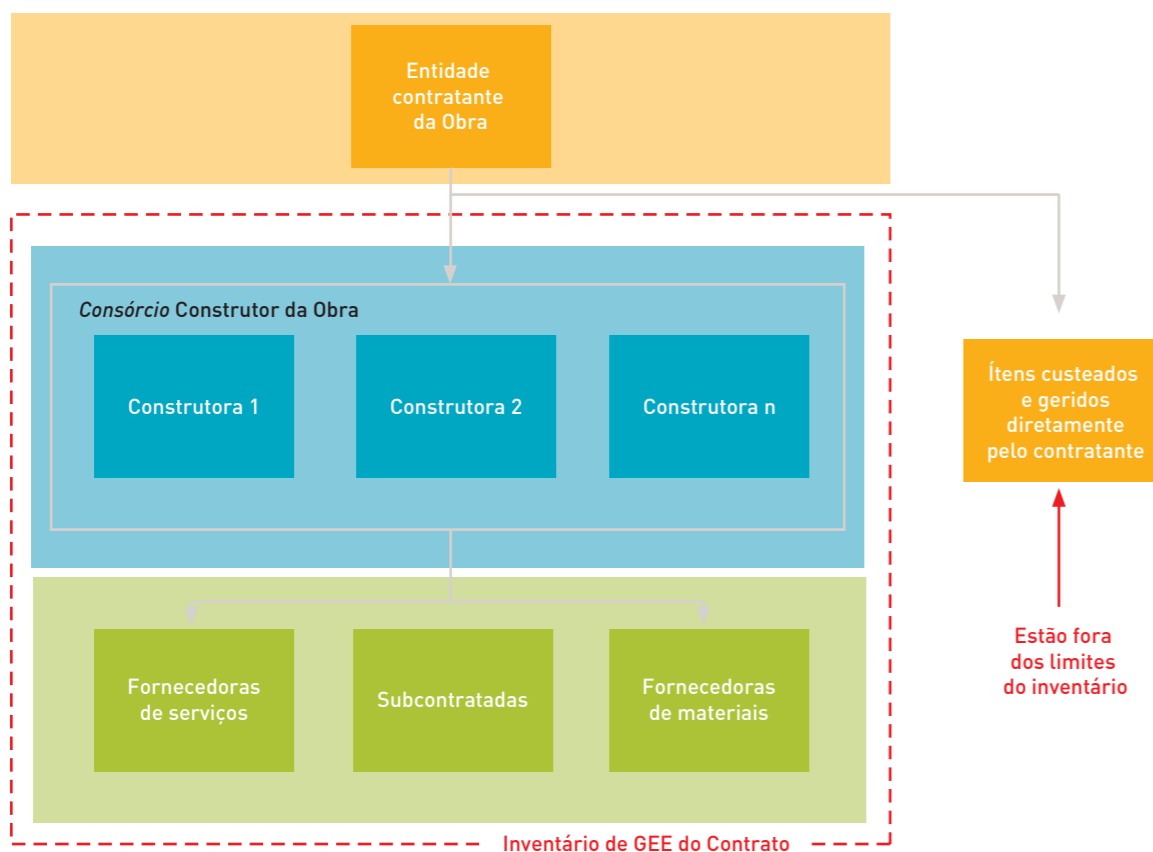 Entidade
contratante
da Obra
Consórcio Construtor da Obra
Construtora 1
Construtora 2
Construtora n
Ítens custeados
e geridos
diretamente
pelo contratante
Fornecedoras
de serviços
Subcontratadas
Fornecedoras
de materiais
Estão fora
dos limites
do inventário
Inventário de GEE do Contrato